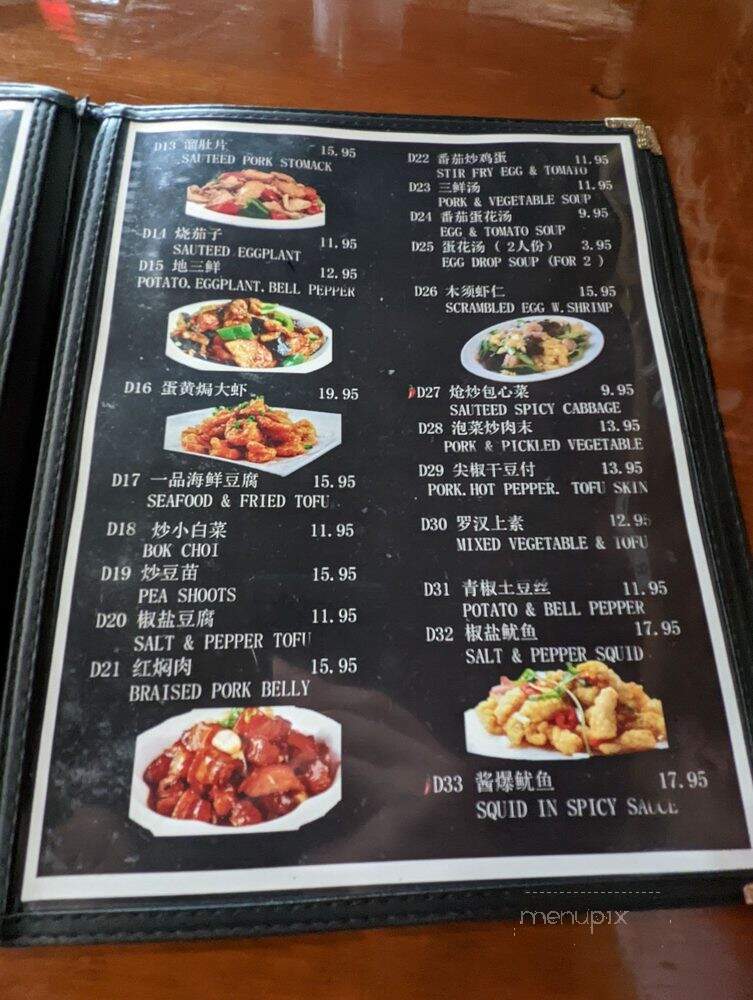 D13 溜肚片 15.95
SAUTEED PORK STOMACK
D14 烧茄子 11.95
SAUTEED EGGPLANT
D15 地三鲜 12.95
POTATO. EGGPLANT. BELL PEPPER
D16 蛋黄焗大虾 19.95
D17 一品海鲜豆腐 15.95
SEAFOOD & FRIED TOFU
D18 炒小白菜 11.95
BOK CHOI
D19 炒豆苗 15.95
PEA SHOOTS
D20 椒盐豆腐 11.95
SALT & PEPPER TOFU
D21 红焖肉 15.95
BRAISED PORK BELLY
D22 番茄炒鸡蛋 11.95
STIR FRY EGG & TOMATO
D23 三鲜汤 11.95
PORK & VEGETABLE SOUP
D24 番茄蛋花汤 9.95
EGG & TOMATO SOUP
D25 蛋花汤 ( 2人份 ) 3.95
EGG DROP SOUP (FOR 2 )
D26 木须虾仁 15.95
SCRAMBLED EGG W. SHRIMP
D27 炝炒包心菜 9.95
SAUTEED SPICY CABBAGE
D28 泡菜炒肉末 13.95
PORK & PICKLED VEGETABLE
D29 尖椒干豆付 13.95
PORK. HOT PEPPER. TOFU SKIN
D30 罗汉上素 12.95
MIXED VEGETABLE & TOFU
D31 青椒土豆丝 11.95
POTATO & BELL PEPPER
D32 椒盐鱿鱼 17.95
SALT & PEPPER SQUID
D33 酱爆鱿鱼 17.95
SQUID IN SPICY SAUCE
menupix